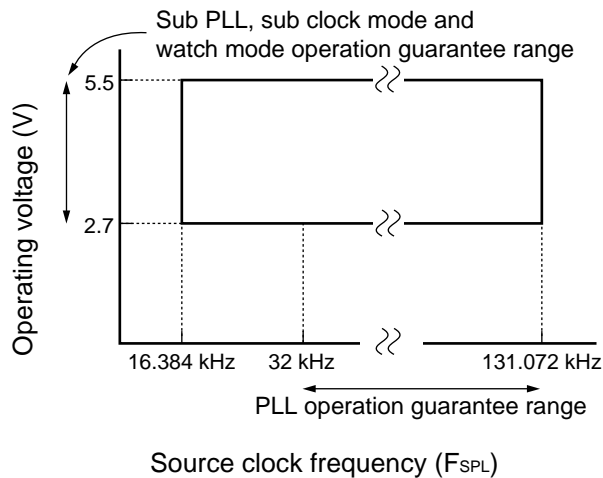 Sub PLL, sub clock mode and
watch mode operation guarantee range
5.5
Operating voltage (V)
2.7
16.384 kHz 32 kHz 131.072 kHz
PLL operation guarantee range
Source clock frequency (FSPL)